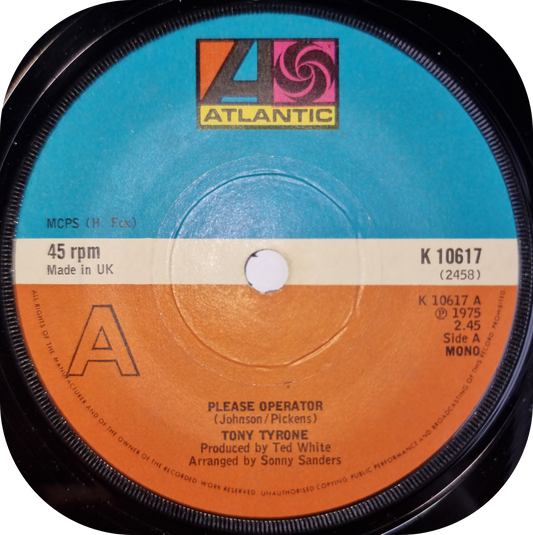 ATLANTIC
MCPS (H. Fox)
45 rpm
Made in UK
K 10617
(2458)
K 10617 A
℗ 1975
2.45
Side A
MONO
A
PLEASE OPERATOR
(Johnson/Pickens)
TONY TYRONE
Produced by Ted White
Arranged by Sonny Sanders
ALL RIGHTS OF THE MANUFACTURER AND OF THE OWNER OF THE RECORDED WORK RESERVED. UNAUTHORISED COPYING, PUBLIC PERFORMANCE AND BROADCASTING OF THIS RECORD PROHIBITED.